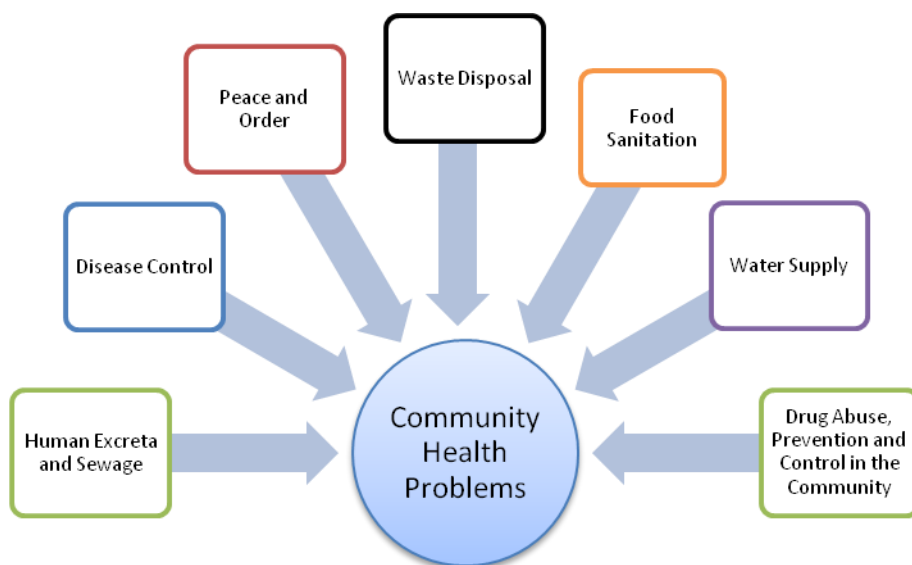 Waste Disposal
Peace and
Order
Food
Sanitation
Disease Control
Water Supply
Human Excreta
and Sewage
Community
Health
Problems
Drug Abuse,
Prevention and
Control in the
Community